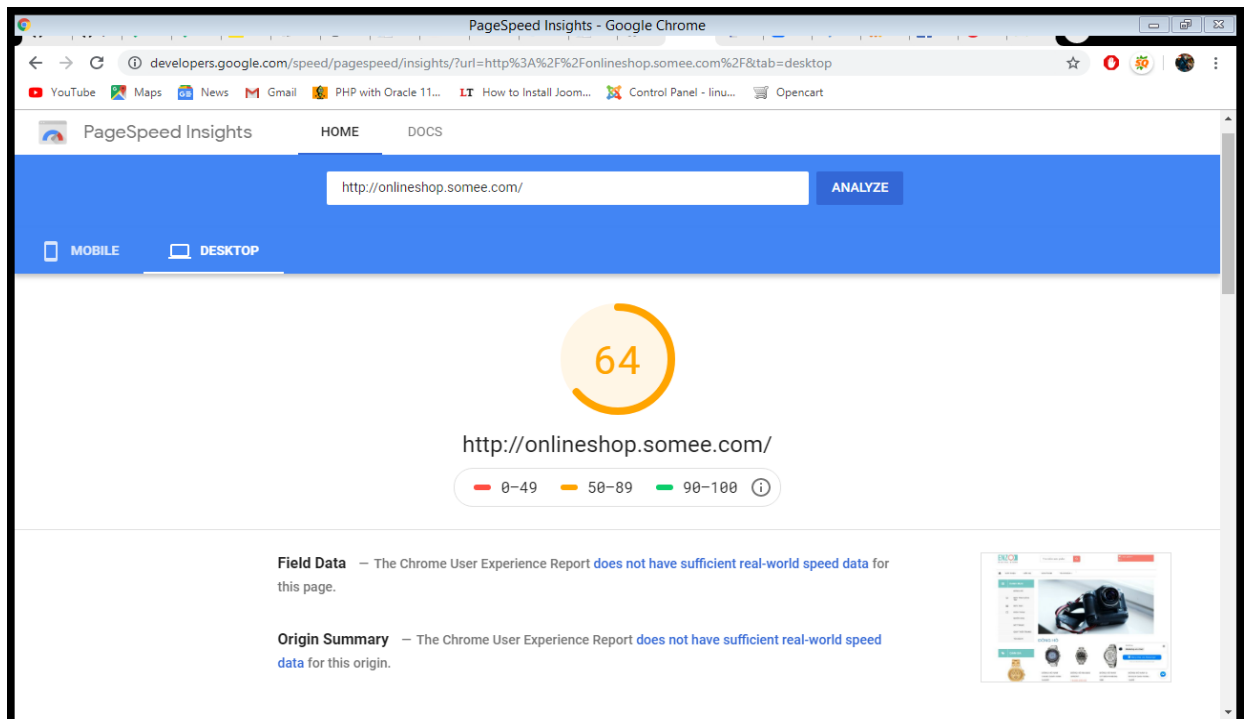 PageSpeed Insights - Google Chrome
developers.google.com/speed/pagespeed/insights/?url=http%3A%2F%2Fonlineshop.somee.com%2F&tab=desktop
YouTube Maps News Gmail PHP with Oracle 11... LT How to Install Joom... Control Panel - linu... Opencart
PageSpeed Insights HOME DOCS
http://onlineshop.somee.com/ ANALYZE
MOBILE DESKTOP
64
http://onlineshop.somee.com/
0–49 50–89 90–100
Field Data — The Chrome User Experience Report does not have sufficient real-world speed data for
this page.
Origin Summary — The Chrome User Experience Report does not have sufficient real-world speed
data for this origin.